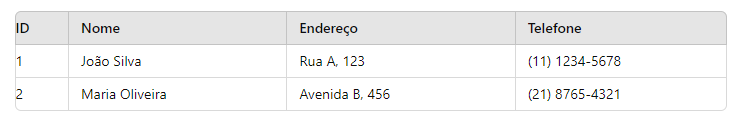 ID Nome Endereço Telefone
1 João Silva Rua A, 123 (11) 1234-5678
2 Maria Oliveira Avenida B, 456 (21) 8765-4321